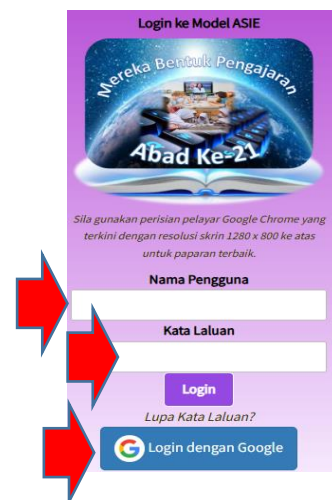 Login ke Model ASIE
Mereka Bentuk Pengajaran
Abad Ke-21
Sila gunakan perisian pelayar Google Chrome yang
terkini dengan resolusi skrin 1280 x 800 ke atas
untuk paparan terbaik.
Nama Pengguna
Kata Laluan
Login
Lupa Kata Laluan?
Login dengan Google